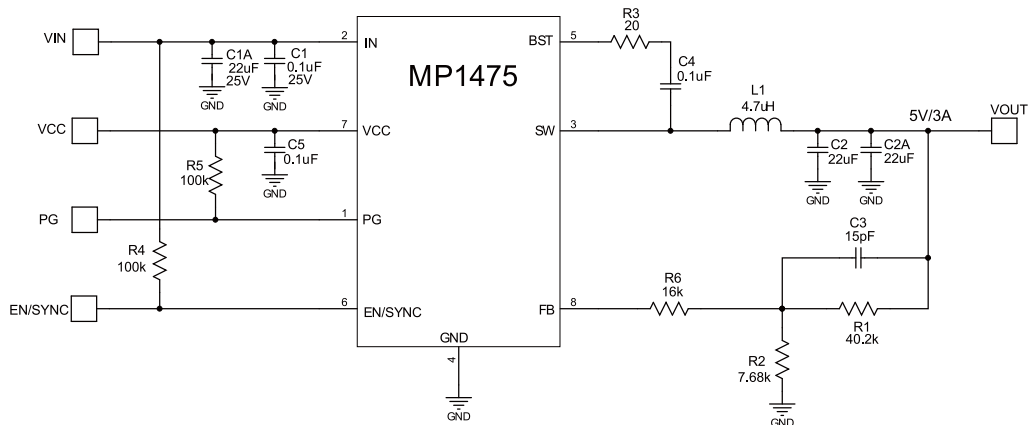 VIN
C1A
22uF
25V
GND
C1
0.1uF
25V
GND
2
IN
MP1475
BST
5
R3
20
C4
0.1uF
VCC
7
VCC
C5
0.1uF
GND
R5
100k
SW
3
L1
4.7uH
5V/3A
VOUT
C2
22uF
GND
C2A
22uF
GND
PG
1
PG
R4
100k
C3
15pF
EN/SYNC
6
EN/SYNC
FB
8
R6
16k
R1
40.2k
R2
7.68k
GND
GND
4
GND